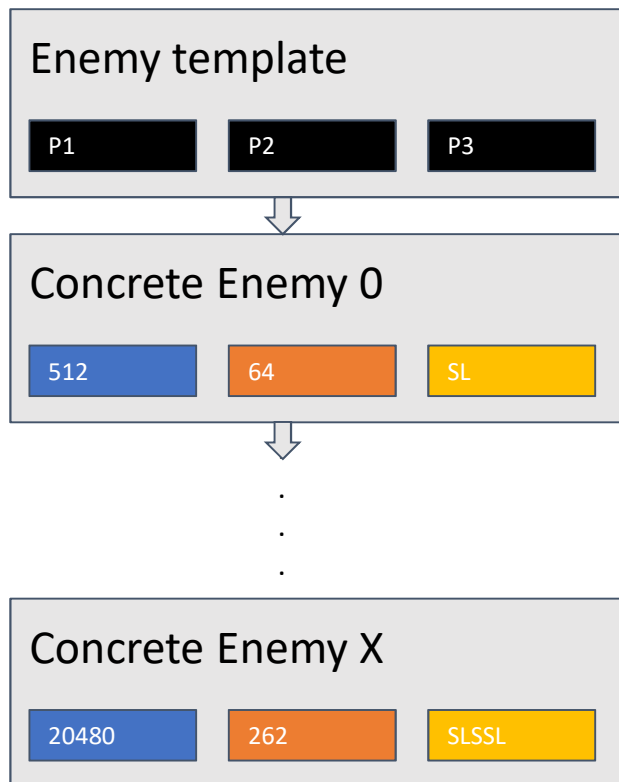 Enemy template
P1 P2 P3
Concrete Enemy 0
512 64 SL
.
.
.
Concrete Enemy X
20480 262 SLSSL